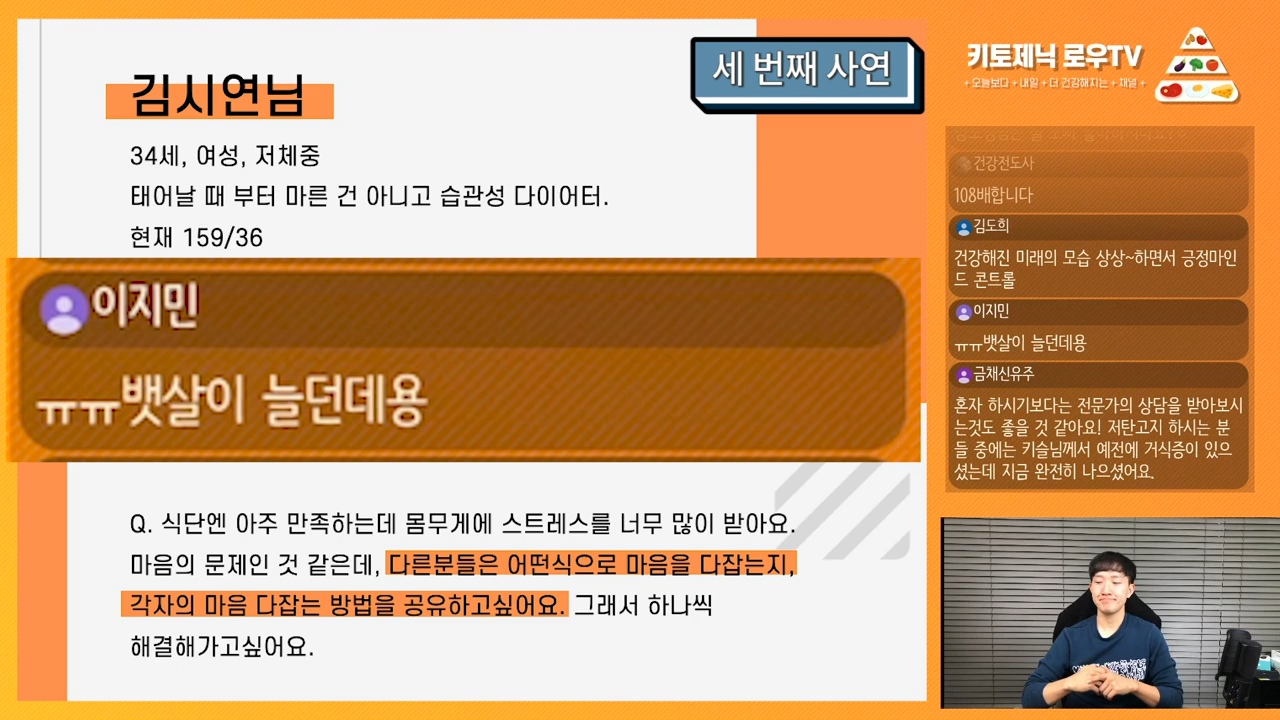 김시연님
34세, 여성, 저체중
태어날 때 부터 마른 건 아니고 습관성 다이어터.
현재 159/36
이지민
ㅠㅠ뱃살이 늘던데용
Q. 식단엔 아주 만족하는데 몸무게에 스트레스를 너무 많이 받아요.
마음의 문제인 것 같은데, 다른분들은 어떤식으로 마음을 다잡는지,
각자의 마음 다잡는 방법을 공유하고싶어요. 그래서 하나씩
해결해가고싶어요.
세 번째 사연
키토제닉 로우TV
+ 오늘보다 + 내일 + 더 건강해지는 + 채널 +
건강전도사
108배합니다
김도희
건강해진 미래의 모습 상상~하면서 긍정마인
드 콘트롤
이지민
ㅠㅠ뱃살이 늘던데용
금채신유주
혼자 하시기보다는 전문가의 상담을 받아보시
는것도 좋을 것 같아요! 저탄고지 하시는 분
들 중에는 키슬님께서 예전에 거식증이 있으
셨는데 지금 완전히 나으셨어요.